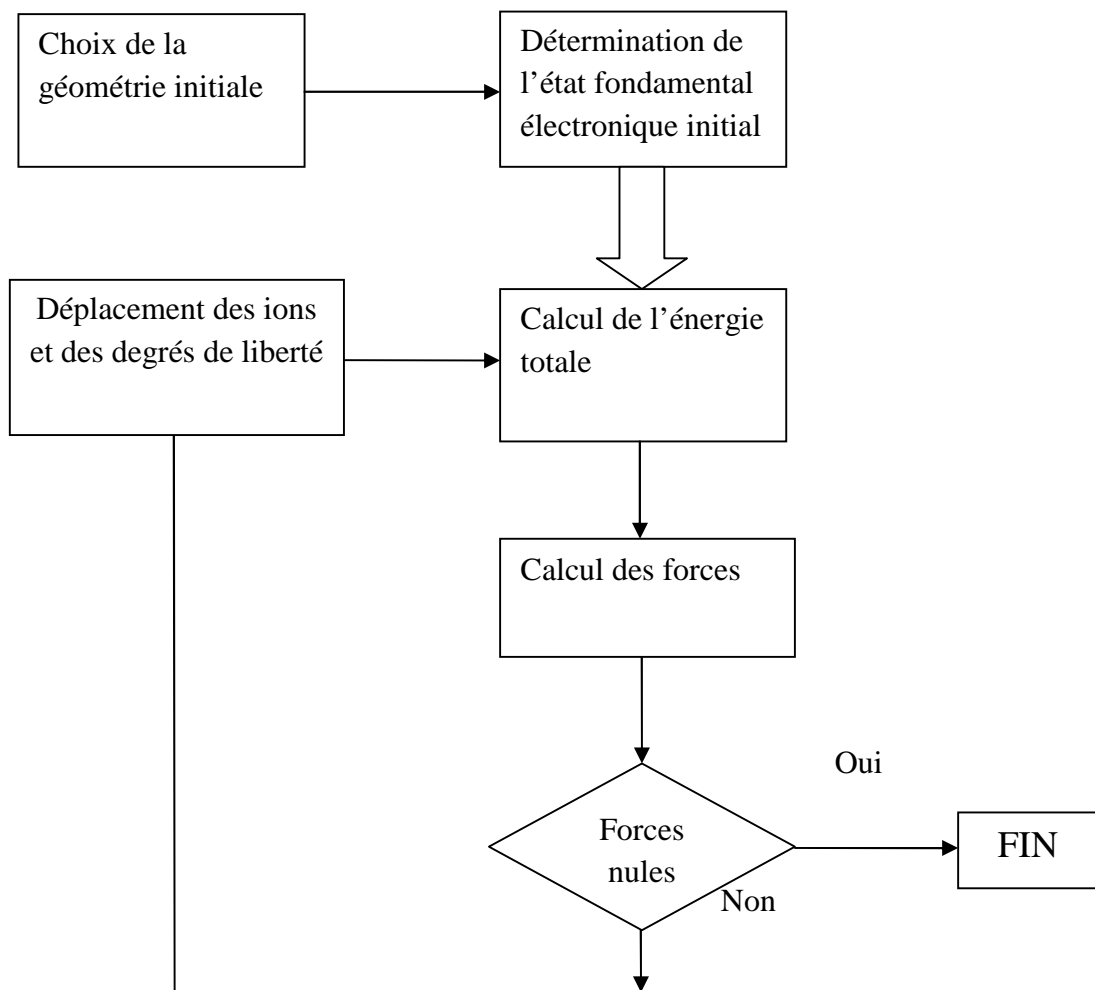 Choix de la
géométrie initiale
Détermination de
l’état fondamental
électronique initial
Déplacement des ions
et des degrés de liberté
Calcul de l’énergie
totale
Calcul des forces
Oui
Forces
nules
FIN
Non